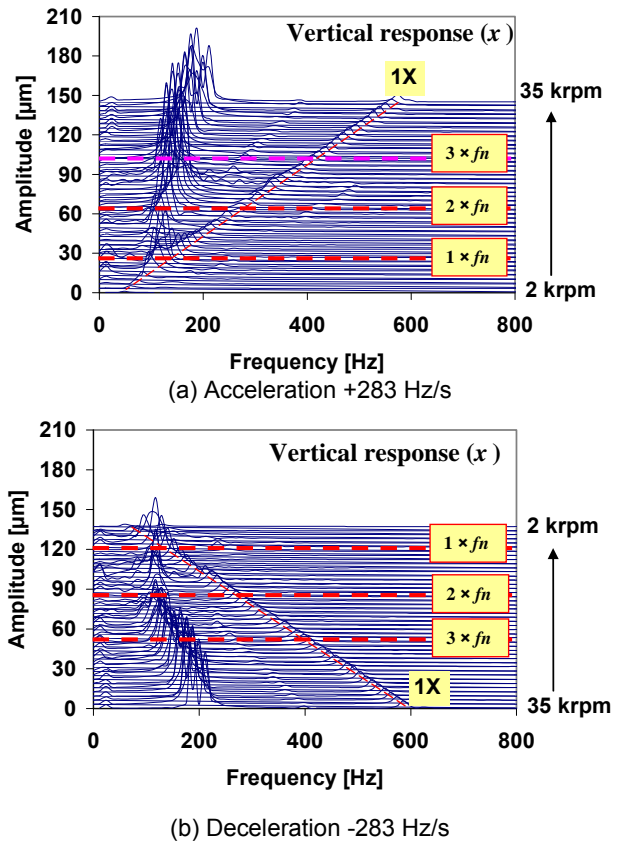 Vertical response (x )
1X
210
180
150
120
90
60
30
0
Amplitude [µm]
35 krpm
3 × fn
2 × fn
1 × fn
2 krpm
0 200 400 600 800
Frequency [Hz]
(a) Acceleration +283 Hz/s
Vertical response (x )
210
180
150
120
90
60
30
0
Amplitude [µm]
2 krpm
1 × fn
2 × fn
3 × fn
1X
35 krpm
0 200 400 600 800
Frequency [Hz]
(b) Deceleration -283 Hz/s